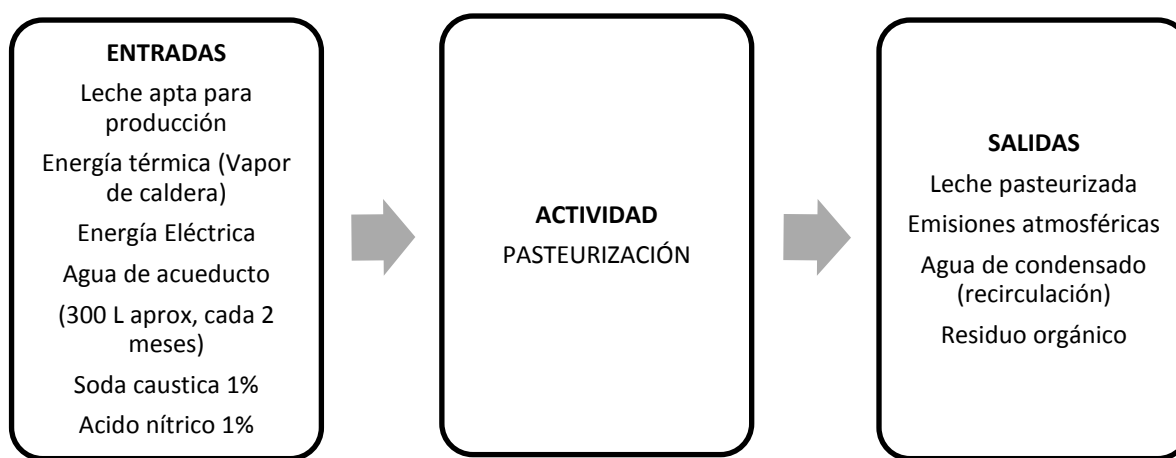 ENTRADAS
Leche apta para
producción
Energía térmica (Vapor
de caldera)
Energía Eléctrica
Agua de acueducto
(300 L aprox, cada 2
meses)
Soda caustica 1%
Acido nítrico 1%
ACTIVIDAD
PASTEURIZACIÓN
SALIDAS
Leche pasteurizada
Emisiones atmosféricas
Agua de condensado
(recirculación)
Residuo orgánico